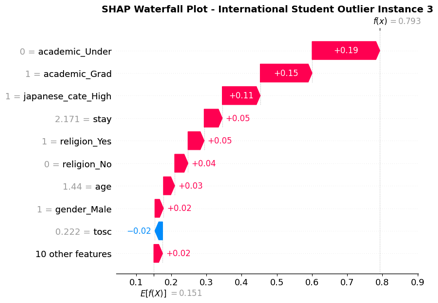 SHAP Waterfall Plot - International Student Outlier Instance 3
f(x) = 0.793
0 = academic_Under
+0.19
1 = academic_Grad
+0.15
1 = japanese_cate_High
+0.11
2.171 = stay
+0.05
1 = religion_Yes
+0.05
0 = religion_No
+0.04
1.44 = age
+0.03
1 = gender_Male
+0.02
0.222 = tosc
−0.02
10 other features
+0.02
0.1 0.2 0.3 0.4 0.5 0.6 0.7 0.8 0.9
E[f(X)] = 0.151